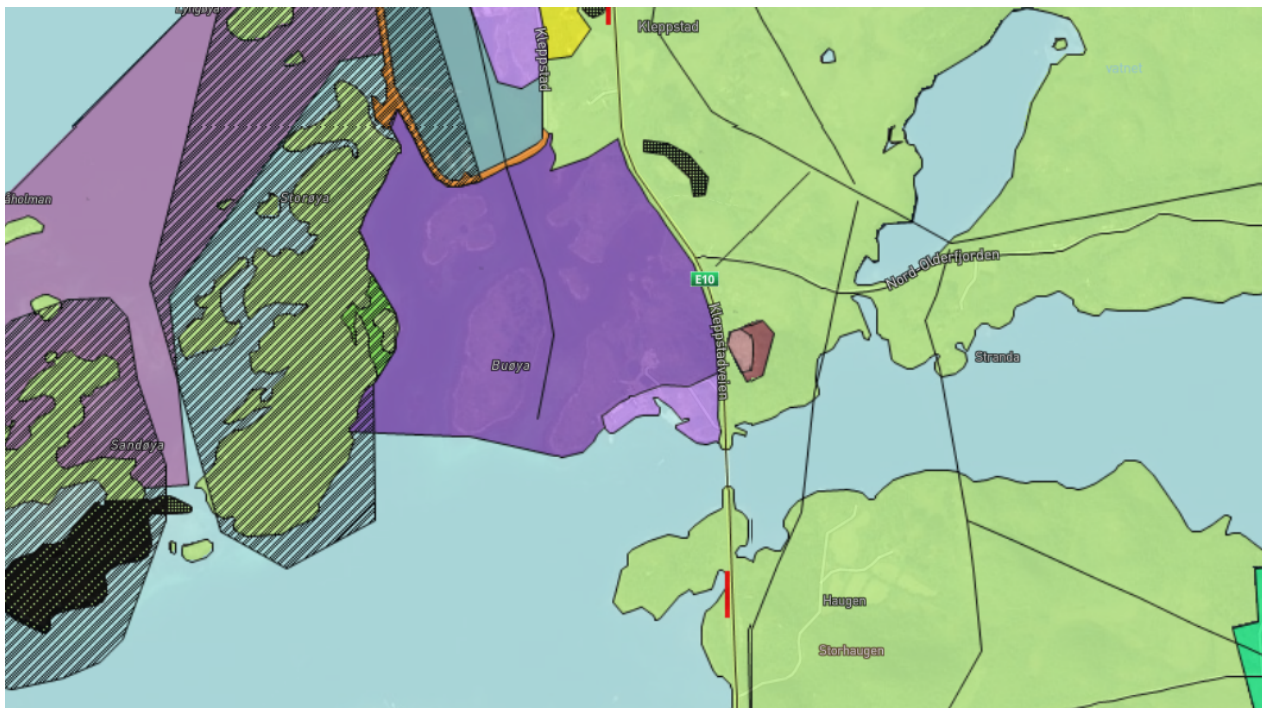 Kleppstad
Kleppstad
vatnet
Storøya
Nord-Olderfjorden
E10
Kleppstadveien
Stranda
Buøya
Sandøya
Haugen
Storhaugen